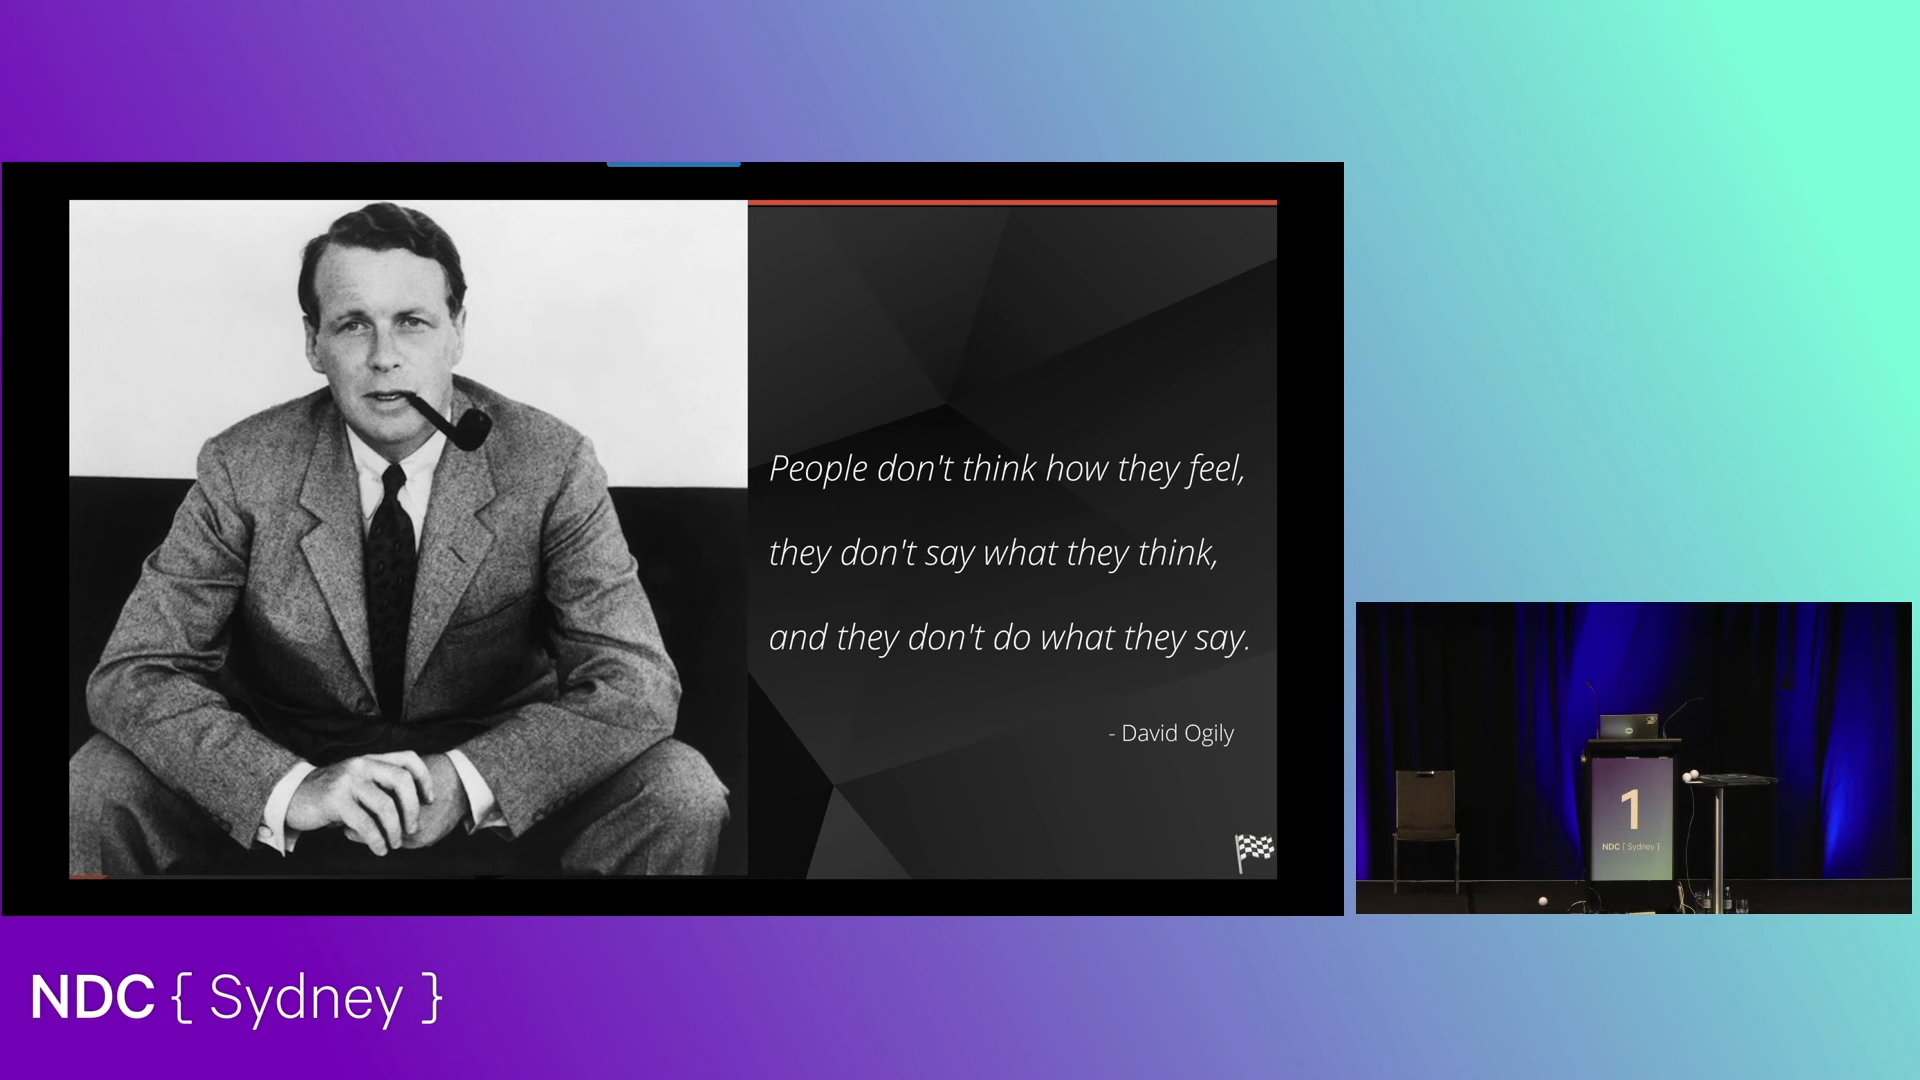 People don't think how they feel,
they don't say what they think,
and they don't do what they say.
- David Ogily
1
NDC { Sydney }
NDC { Sydney }